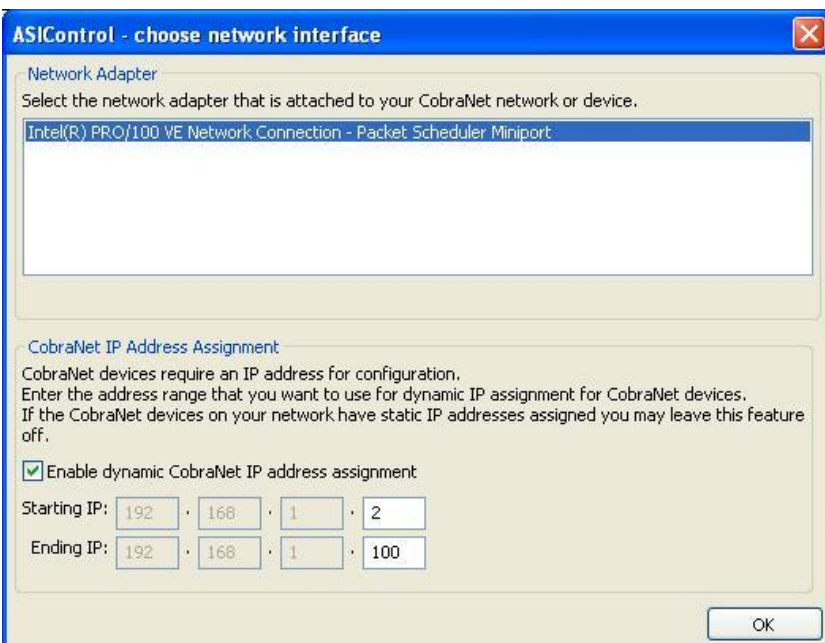 ASIControl - choose network interface
Network Adapter
Select the network adapter that is attached to your CobraNet network or device.
Intel(R) PRO/100 VE Network Connection - Packet Scheduler Miniport
CobraNet IP Address Assignment
CobraNet devices require an IP address for configuration.
Enter the address range that you want to use for dynamic IP assignment for CobraNet devices.
If the CobraNet devices on your network have static IP addresses assigned you may leave this feature
off.
Enable dynamic CobraNet IP address assignment
Starting IP: 192 . 168 . 1 . 2
Ending IP: 192 . 168 . 1 . 100
OK